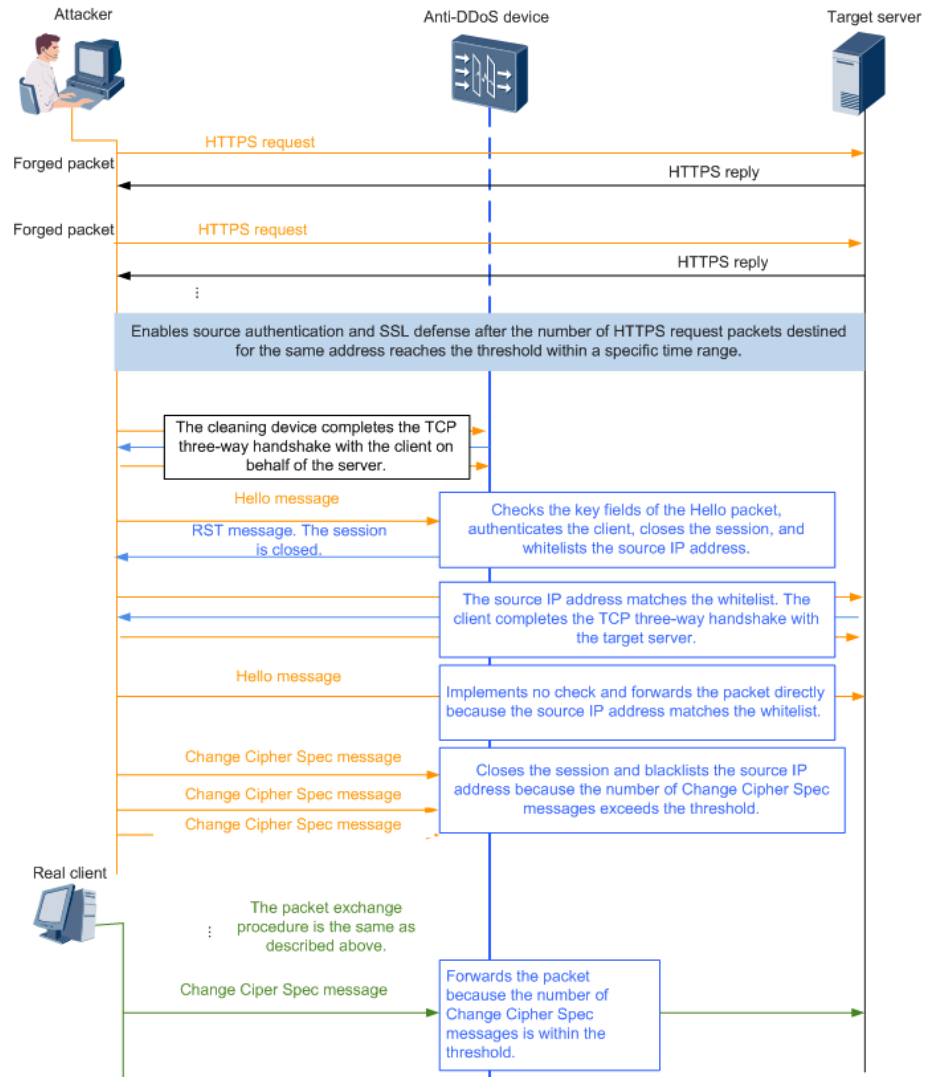 Attacker
Anti-DDoS device
Target server
HTTPS request
Forged packet
HTTPS reply
Forged packet
HTTPS request
HTTPS reply
...
Enables source authentication and SSL defense after the number of HTTPS request packets destined
for the same address reaches the threshold within a specific time range.
The cleaning device completes the TCP
three-way handshake with the client on
behalf of the server.
Hello message
Checks the key fields of the Hello packet,
authenticates the client, closes the session, and
whitelists the source IP address.
RST message. The session
is closed.
The source IP address matches the whitelist. The
client completes the TCP three-way handshake with
the target server.
Hello message
Implements no check and forwards the packet directly
because the source IP address matches the whitelist.
Change Cipher Spec message
Closes the session and blacklists the source IP
address because the number of Change Cipher Spec
messages exceeds the threshold.
Change Cipher Spec message
Change Cipher Spec message
Real client
The packet exchange
procedure is the same as
described above.
...
Change Ciper Spec message
Forwards the packet
because the number of
Change Cipher Spec
messages is within the
threshold.